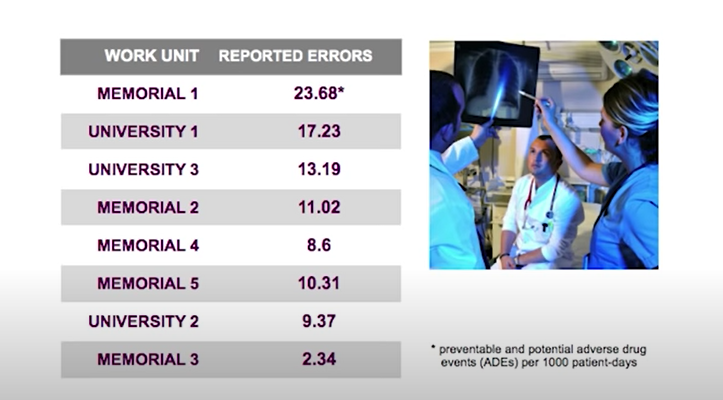 WORK UNIT REPORTED ERRORS
MEMORIAL 1 23.68*
UNIVERSITY 1 17.23
UNIVERSITY 3 13.19
MEMORIAL 2 11.02
MEMORIAL 4 8.6
MEMORIAL 5 10.31
UNIVERSITY 2 9.37
MEMORIAL 3 2.34
* preventable and potential adverse drug
events (ADEs) per 1000 patient-days